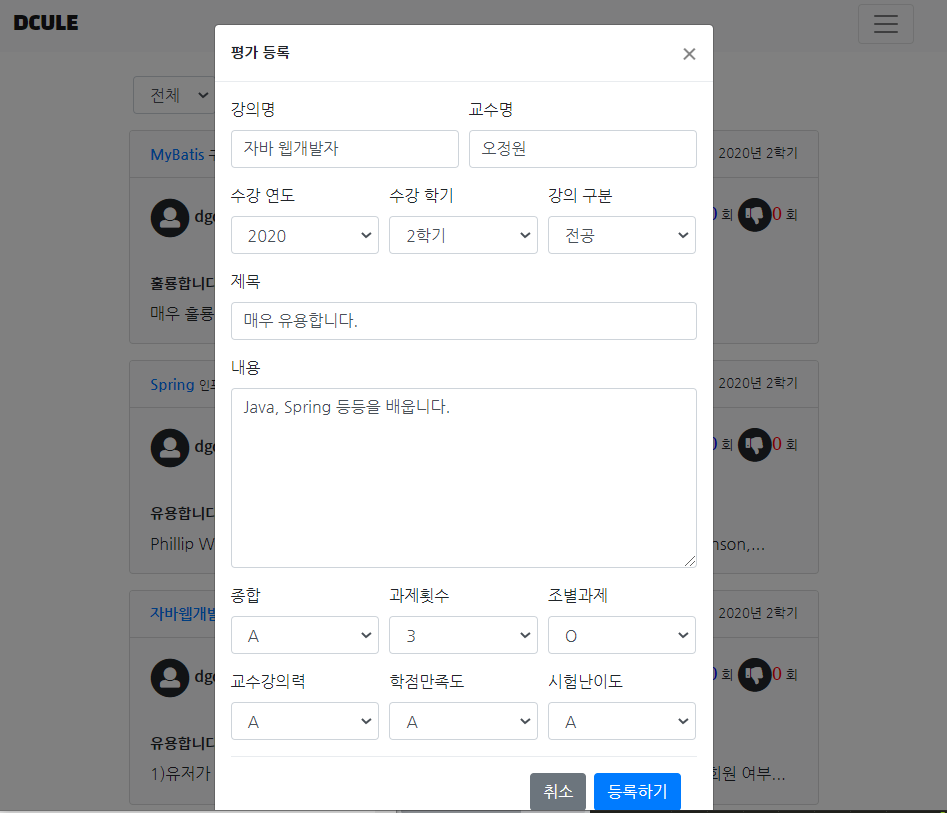 DCULE
평가 등록
×
전체
강의명 교수명
자바 웹개발자 오정원
MyBatis 2020년 2학기
수강 연도 수강 학기 강의 구분
0 회 0 회
2020 2학기 전공
제목
훌륭합니다
매우 훌륭 매우 유용합니다.
내용
Spring 2020년 2학기
Java, Spring 등등을 배웁니다.
0 회 0 회
유용합니다
Phillip W nson,...
종합 과제횟수 조별과제
자바웹개발 2020년 2학기
A 3 O
0 회 0 회
교수강의력 학점만족도 시험난이도
A A A
유용합니다
1)유저가 회원 여부...
취소 등록하기